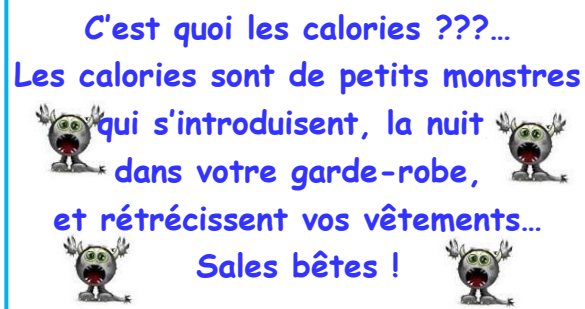 C'est quoi les calories ???...
Les calories sont de petits monstres
qui s'introduisent, la nuit
dans votre garde-robe,
et rétrécissent vos vêtements...
Sales bêtes !